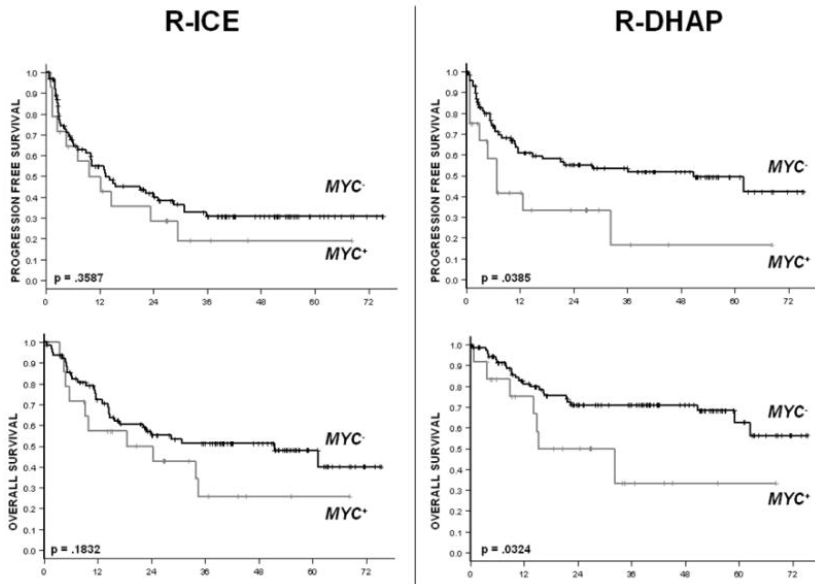 R-ICE
R-DHAP
PROGRESSION FREE SURVIVAL
1.0
0.9
0.8
0.7
0.6
0.5
0.4
0.3
0.2
0.1
0.0
MYC-
MYC+
p = .3587
0 12 24 36 48 60 72
PROGRESSION FREE SURVIVAL
1.0
0.9
0.8
0.7
0.6
0.5
0.4
0.3
0.2
0.1
0.0
MYC-
MYC+
p = .0385
0 12 24 36 48 60 72
OVERALL SURVIVAL
1.0
0.9
0.8
0.7
0.6
0.5
0.4
0.3
0.2
0.1
0.0
MYC-
MYC+
p = .1832
0 12 24 36 48 60 72
OVERALL SURVIVAL
1.0
0.9
0.8
0.7
0.6
0.5
0.4
0.3
0.2
0.1
0.0
MYC-
MYC+
p = .0324
0 12 24 36 48 60 72